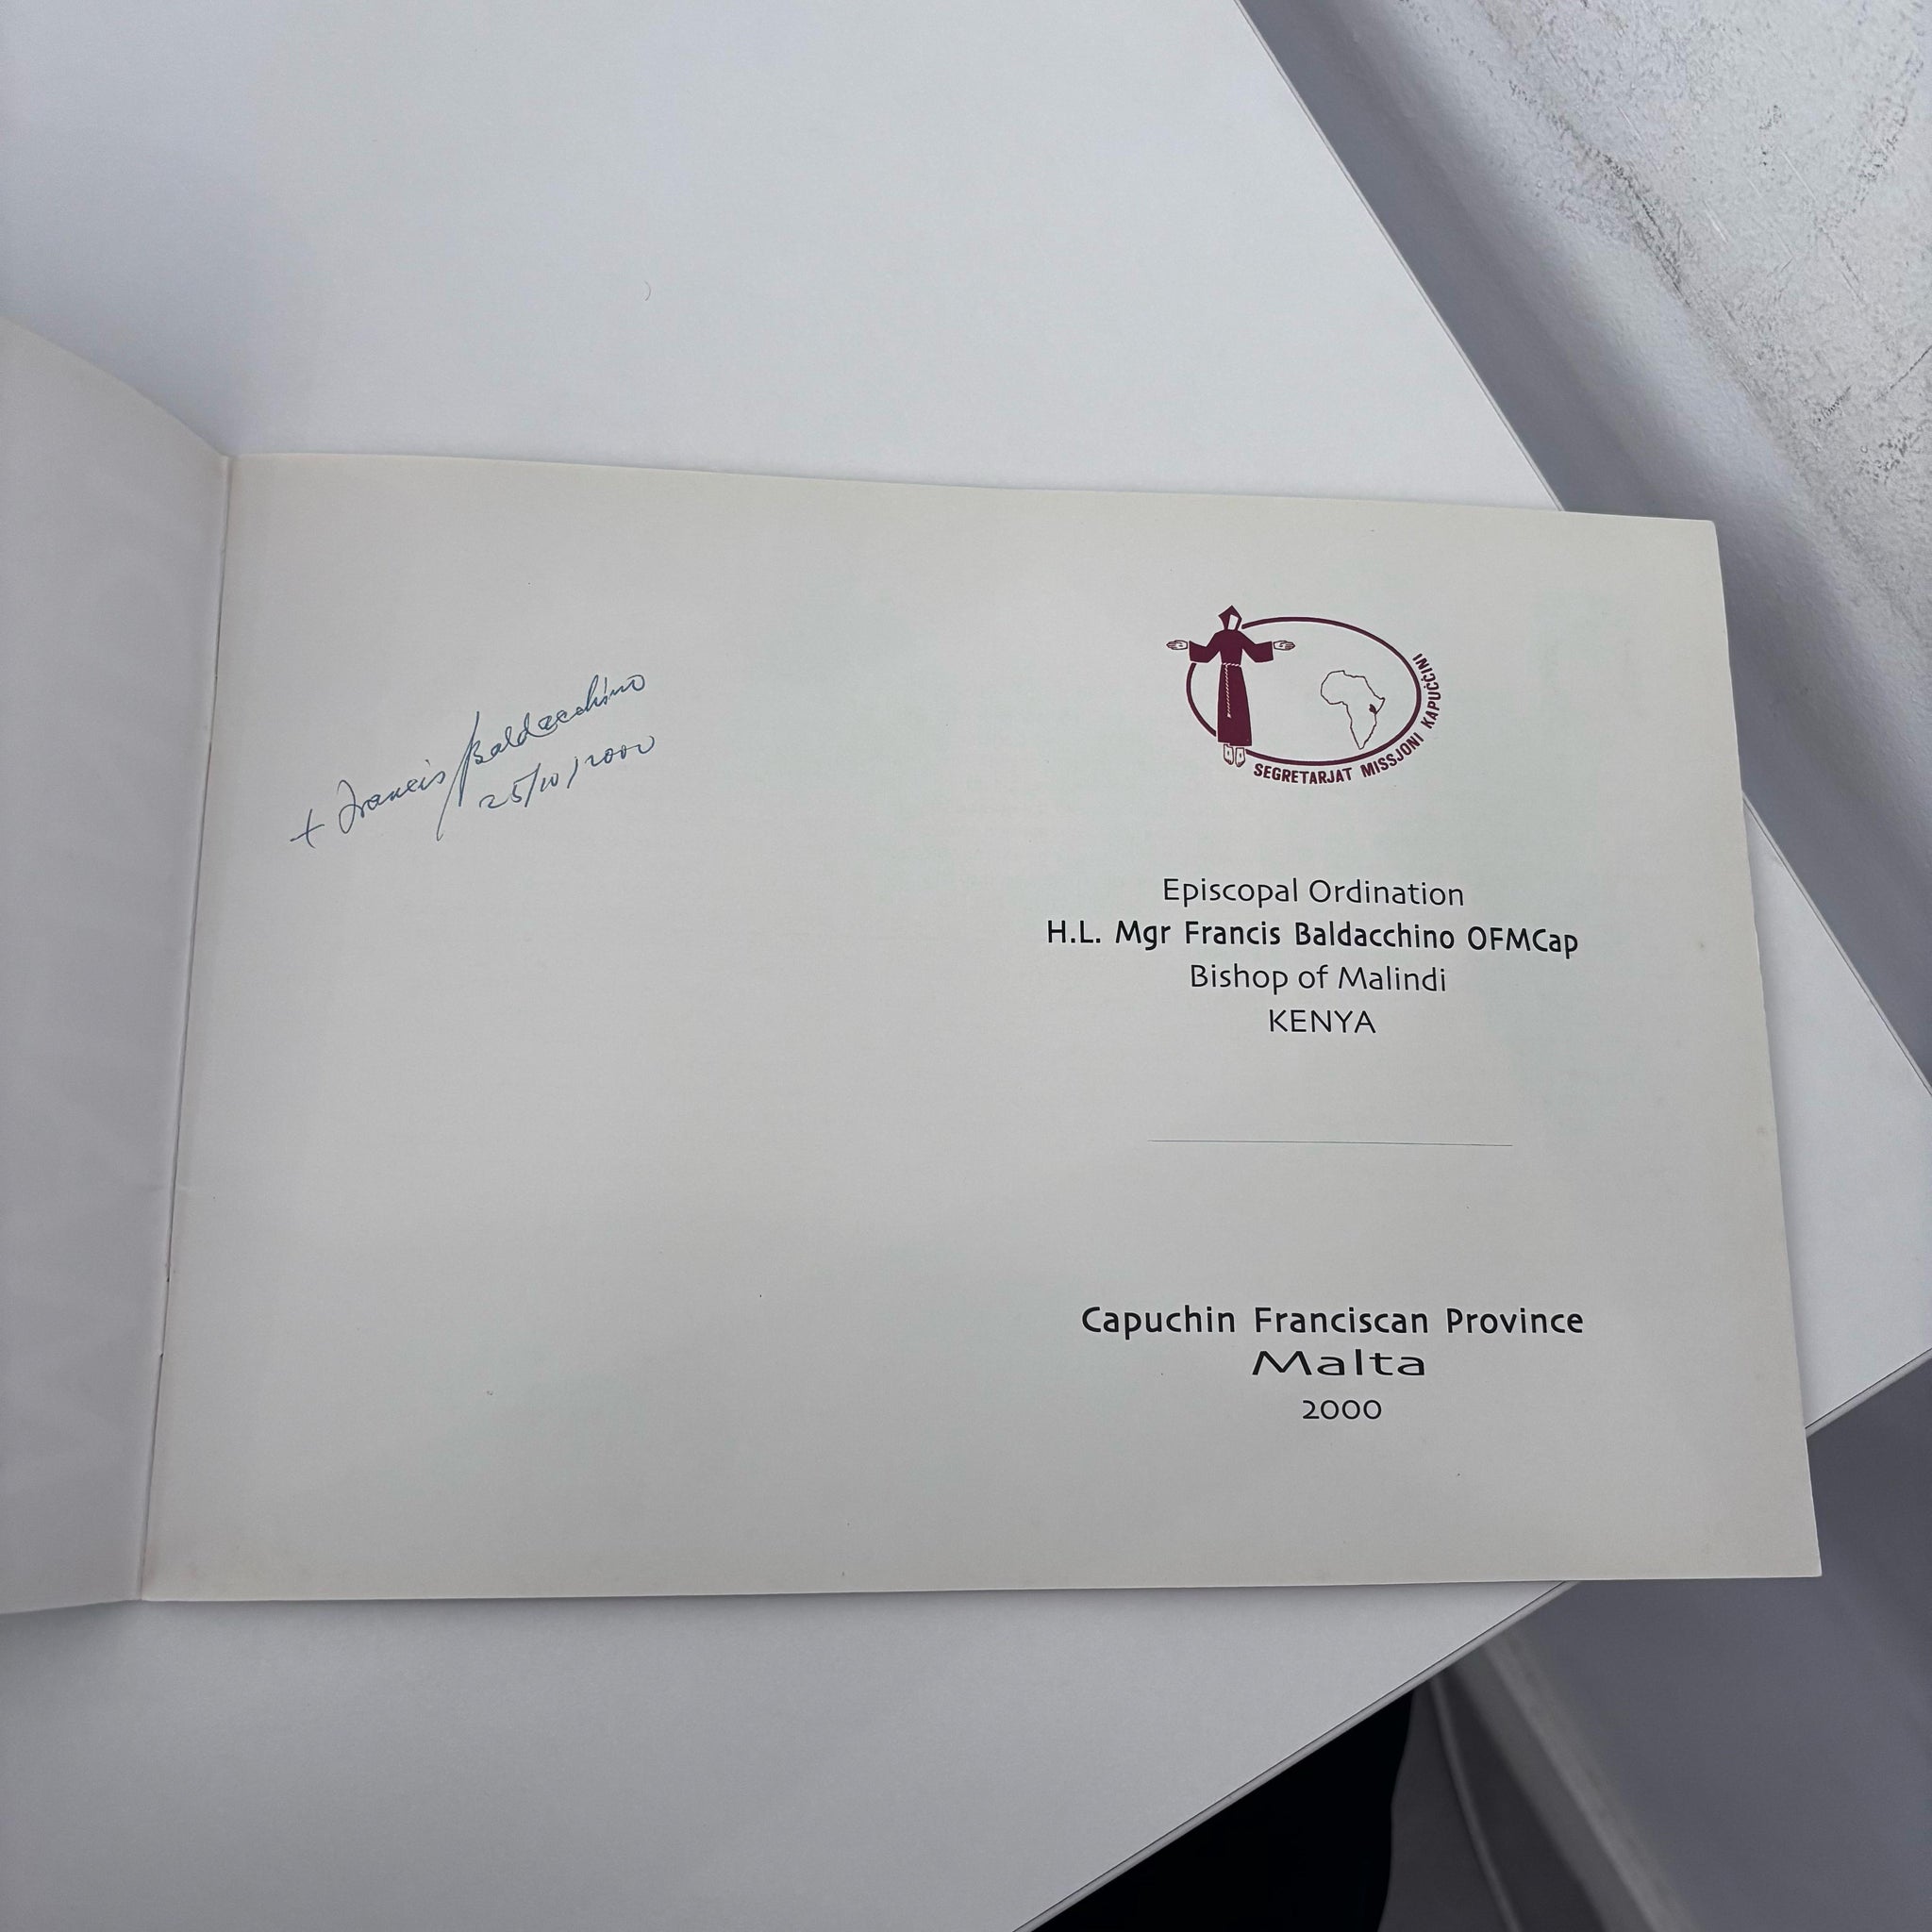 + Francis Baldacchino
25/10/2000
SEGRETARJAT MISSJONI KAPUĊĊINI
Episcopal Ordination
H.L. Mgr Francis Baldacchino OFMCap
Bishop of Malindi
KENYA
Capuchin Franciscan Province
Malta
2000